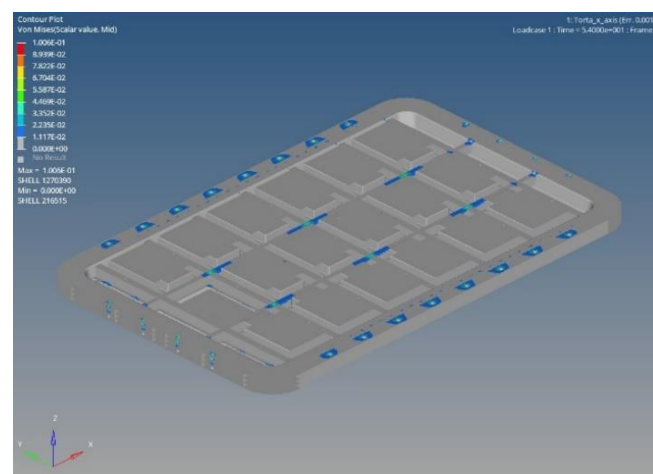 Contour Plot
Von Mises(Scalar value, Mid)
1.006E-01
8.939E-02
7.822E-02
6.704E-02
5.587E-02
4.469E-02
3.352E-02
2.235E-02
1.117E-02
0.000E+00
No Result
Max = 1.006E-01
SHELL 1270393
Min = 0.000E+00
SHELL 216515
1: Torta_x_axis (Err. 0.001
Loadcase 1 : Time = 5.4000e+001 : Frame
Z
Y
X